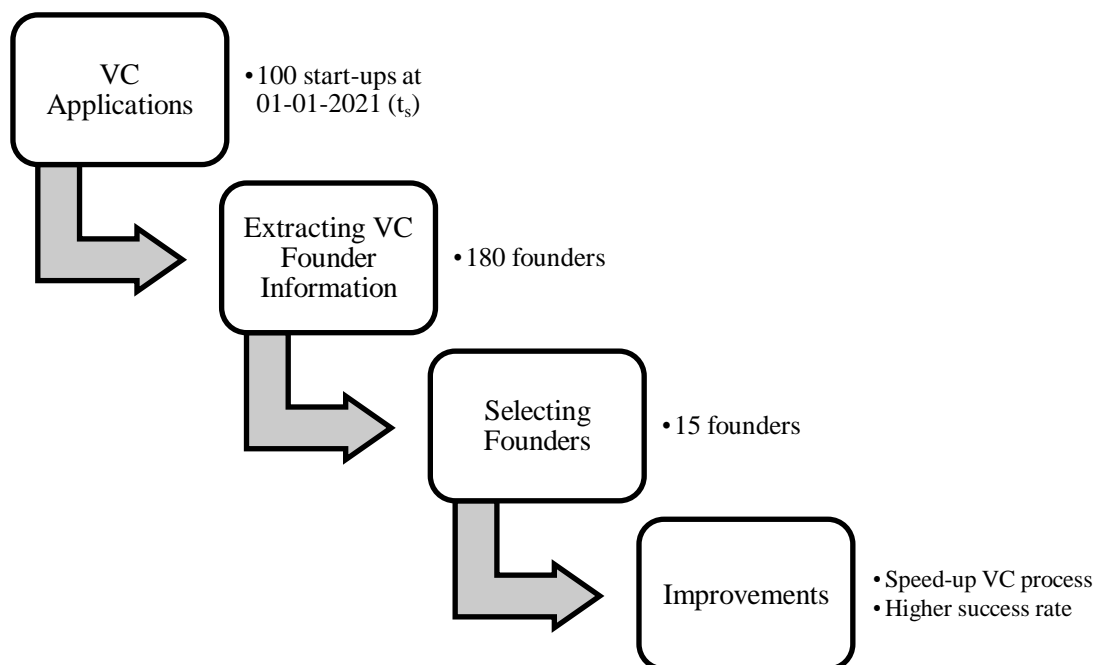 VC
Applications
•100 start-ups at
01-01-2021 (tₛ)
Extracting VC
Founder
Information
•180 founders
Selecting
Founders
•15 founders
Improvements
•Speed-up VC process
•Higher success rate